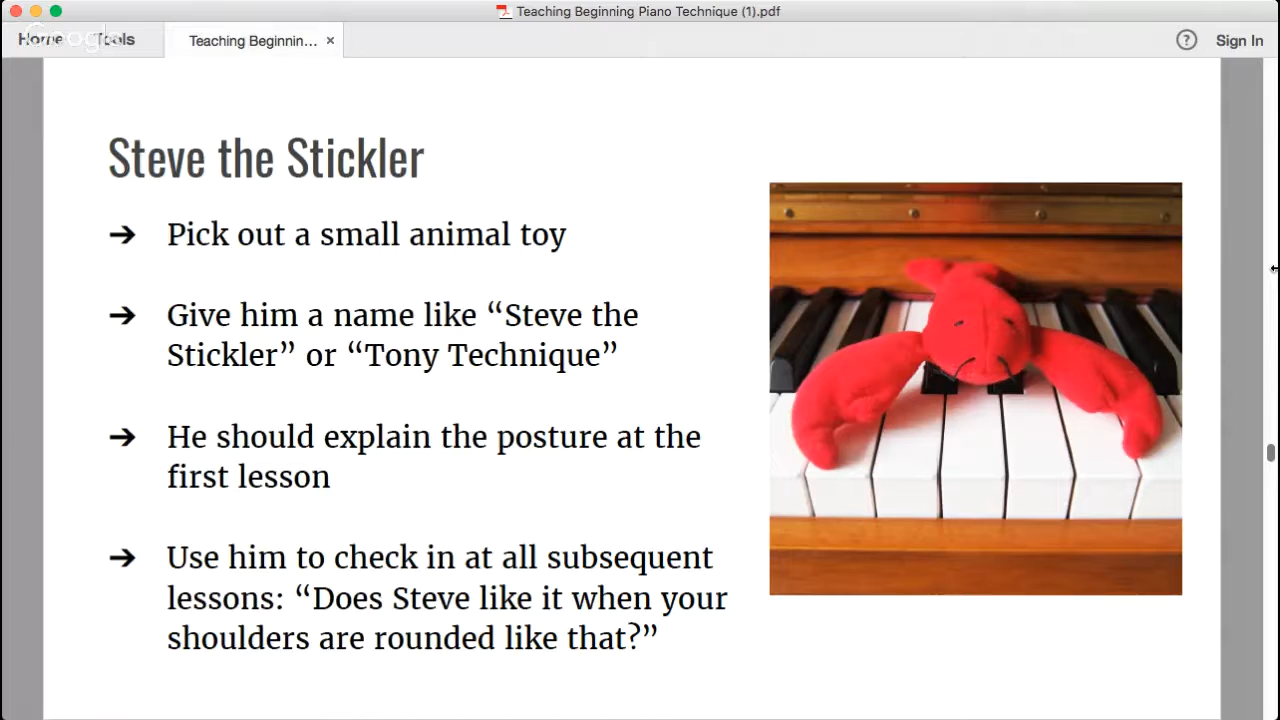 Teaching Beginning Piano Technique (1).pdf
Home
Google
Tools
Teaching Beginnin... ×
?
Sign In
Steve the Stickler
➔ Pick out a small animal toy
➔ Give him a name like “Steve the
Stickler” or “Tony Technique”
➔ He should explain the posture at the
first lesson
➔ Use him to check in at all subsequent
lessons: “Does Steve like it when your
shoulders are rounded like that?”